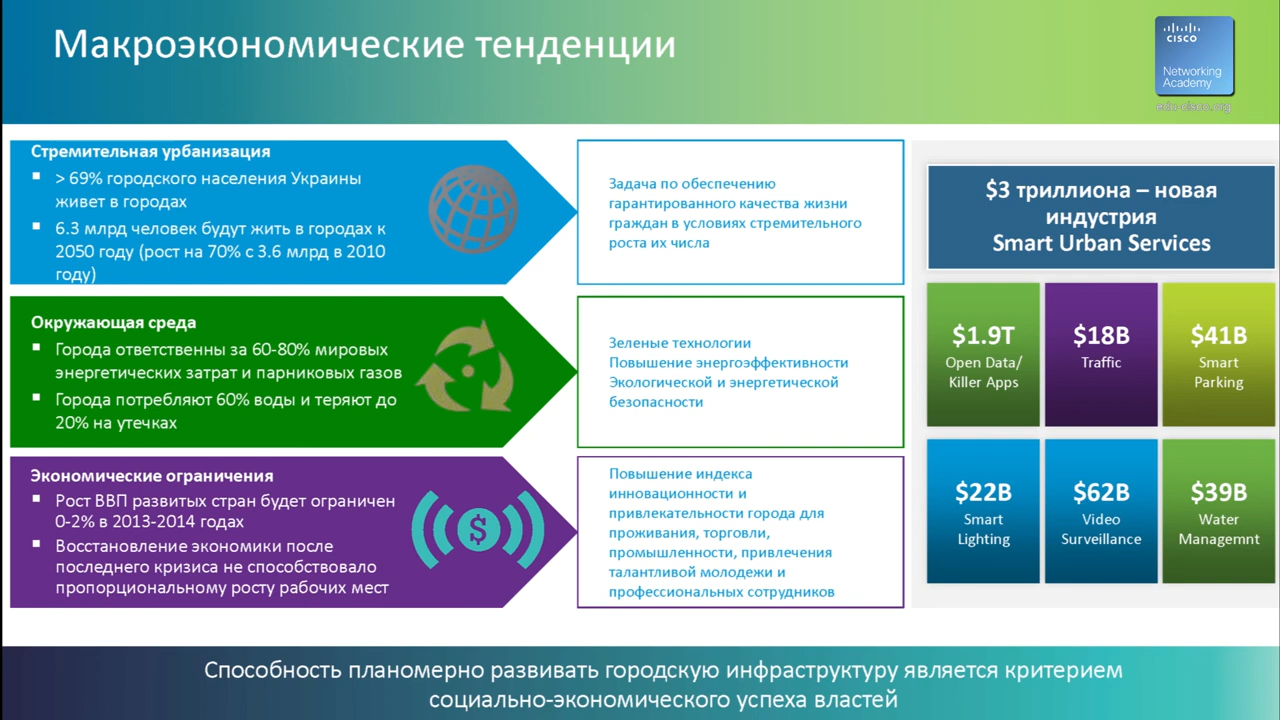 Макроэкономические тенденции
CISCO
Networking
Academy
edu-cisco.org
Стремительная урбанизация
> 69% городского населения Украины
живет в городах
6.3 млрд человек будут жить в городах к
2050 году (рост на 70% с 3.6 млрд в 2010
году)
Задача по обеспечению
гарантированного качества жизни
граждан в условиях стремительного
роста их числа
Окружающая среда
Города ответственны за 60-80% мировых
энергетических затрат и парниковых газов
Города потребляют 60% воды и теряют до
20% на утечках
Зеленые технологии
Повышение энергоэффективности
Экологической и энергетической
безопасности
Экономические ограничения
Рост ВВП развитых стран будет ограничен
0-2% в 2013-2014 годах
Восстановление экономики после
последнего кризиса не способствовало
пропорциональному росту рабочих мест
$
Повышение индекса
инновационности и
привлекательности города для
проживания, торговли,
промышленности, привлечения
талантливой молодежи и
профессиональных сотрудников
$3 триллиона – новая
индустрия
Smart Urban Services
$1.9T
Open Data/
Killer Apps
$18B
Traffic
$41B
Smart
Parking
$22B
Smart
Lighting
$62B
Video
Surveillance
$39B
Water
Managemnt
Способность планомерно развивать городскую инфраструктуру является критерием
социально-экономического успеха властей